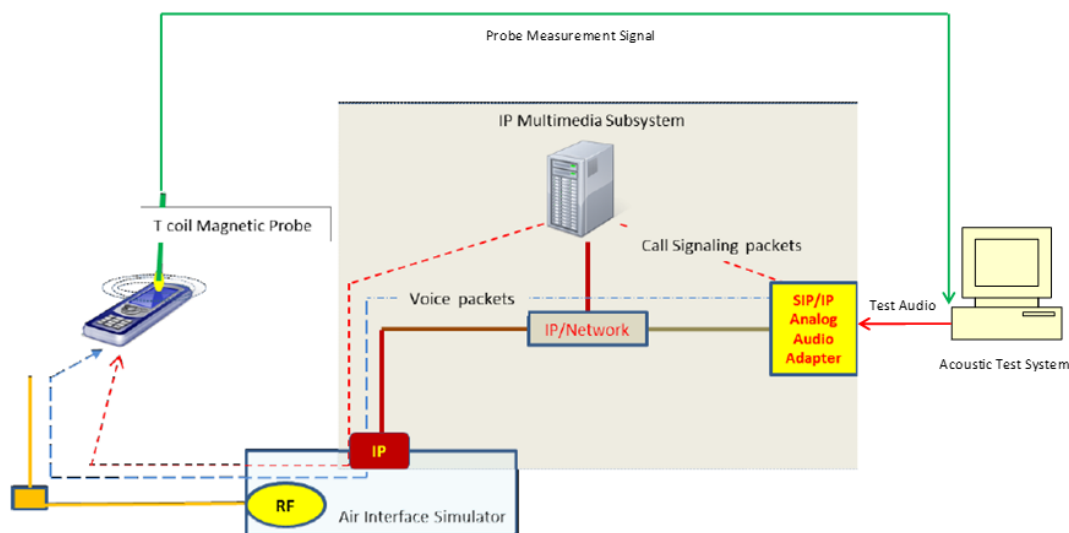 Probe Measurement Signal
IP Multimedia Subsystem
T coil Magnetic Probe
Call Signaling packets
Voice packets
SIP/IP
Analog
Audio
Adapter
Test Audio
IP/Network
Acoustic Test System
IP
RF
Air Interface Simulator